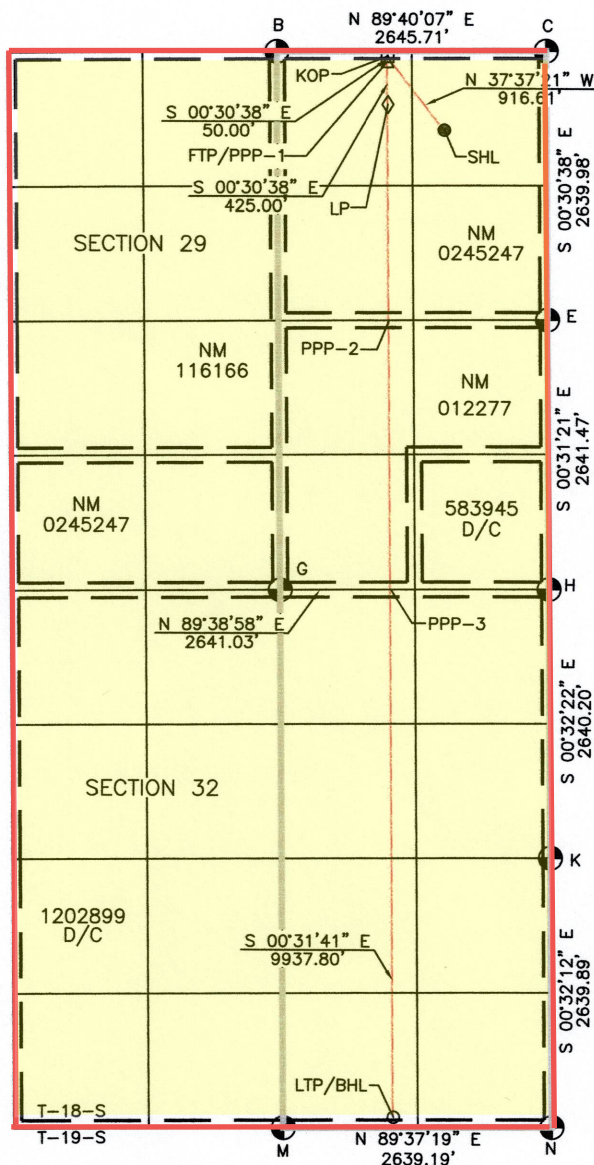 B
N 89°40'07" E
2645.71'
C
KOP
N 37°37'21" W
916.61'
S 00°30'38" E
50.00'
FTP/PPP-1
SHL
S 00°30'38" E
425.00'
LP
S 00°30'38" E
2639.98'
SECTION 29
NM
0245247
E
NM
116166
PPP-2
NM
012277
S 00°31'21" E
2641.47'
NM
0245247
583945
D/C
G
H
N 89°38'58" E
2641.03'
PPP-3
S 00°32'22" E
2640.20'
SECTION 32
K
1202899
D/C
S 00°31'41" E
9937.80'
S 00°32'12" E
2639.89'
LTP/BHL
T-18-S
T-19-S
M
N 89°37'19" E
2639.19'
N